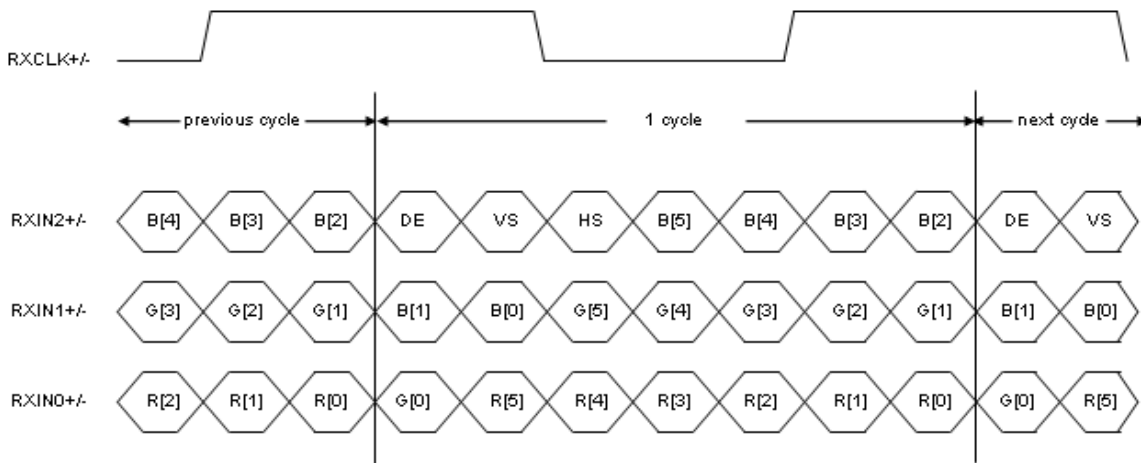 RXCLK+/-
previous cycle 1 cycle next cycle
RXIN2+/- B[4] B[3] B[2] DE VS HS B[5] B[4] B[3] B[2] DE VS
RXIN1+/- G[3] G[2] G[1] B[1] B[0] G[5] G[4] G[3] G[2] G[1] B[1] B[0]
RXIN0+/- R[2] R[1] R[0] G[0] R[5] R[4] R[3] R[2] R[1] R[0] G[0] R[5]